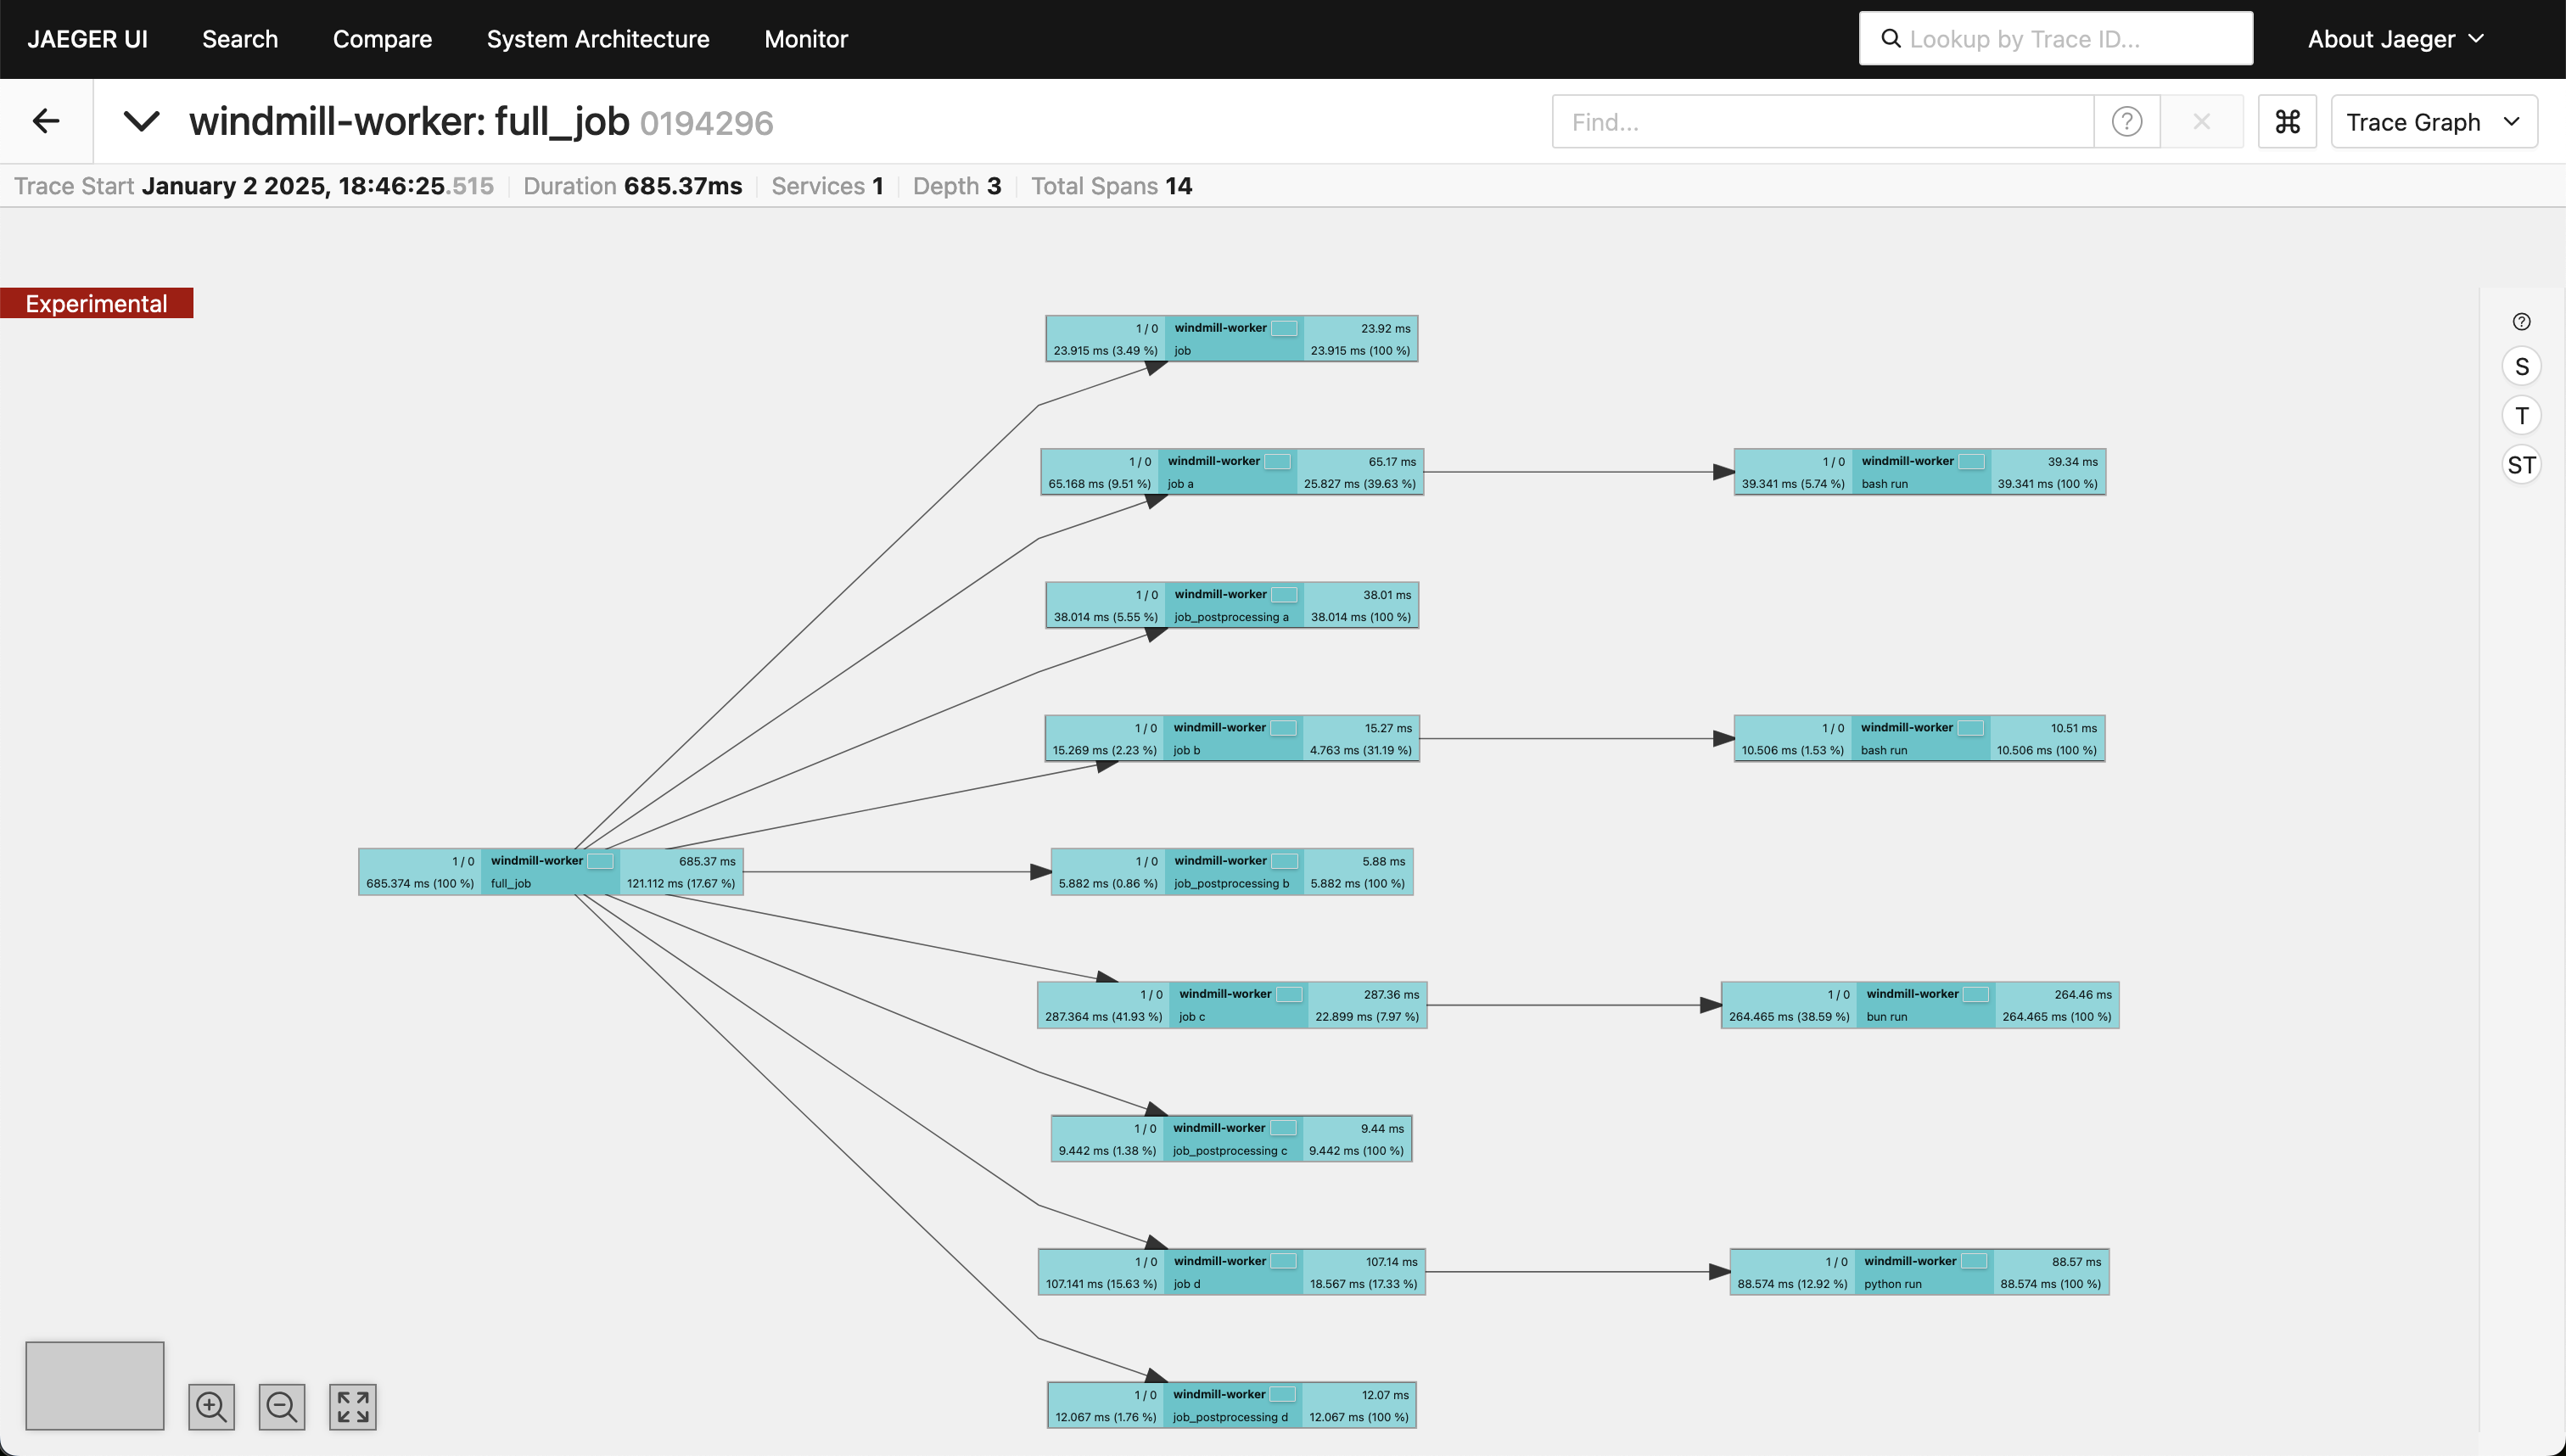 JAEGER UI Search Compare System Architecture Monitor Lookup by Trace ID... About Jaeger
windmill-worker: full_job 0194296 Find... ? × ⌘ Trace Graph
Trace Start January 2 2025, 18:46:25.515 Duration 685.37ms Services 1 Depth 3 Total Spans 14
Experimental
?
S
T
ST
1 / 0 windmill-worker 23.92 ms
23.915 ms (3.49 %) job 23.915 ms (100 %)
1 / 0 windmill-worker 65.17 ms
65.168 ms (9.51 %) job a 25.827 ms (39.63 %)
1 / 0 windmill-worker 39.34 ms
39.341 ms (5.74 %) bash run 39.341 ms (100 %)
1 / 0 windmill-worker 38.01 ms
38.014 ms (5.55 %) job_postprocessing a 38.014 ms (100 %)
1 / 0 windmill-worker 15.27 ms
15.269 ms (2.23 %) job b 4.763 ms (31.19 %)
1 / 0 windmill-worker 10.51 ms
10.506 ms (1.53 %) bash run 10.506 ms (100 %)
1 / 0 windmill-worker 685.37 ms
685.374 ms (100 %) full_job 121.112 ms (17.67 %)
1 / 0 windmill-worker 5.88 ms
5.882 ms (0.86 %) job_postprocessing b 5.882 ms (100 %)
1 / 0 windmill-worker 287.36 ms
287.364 ms (41.93 %) job c 22.899 ms (7.97 %)
1 / 0 windmill-worker 264.46 ms
264.465 ms (38.59 %) bun run 264.465 ms (100 %)
1 / 0 windmill-worker 9.44 ms
9.442 ms (1.38 %) job_postprocessing c 9.442 ms (100 %)
1 / 0 windmill-worker 107.14 ms
107.141 ms (15.63 %) job d 18.567 ms (17.33 %)
1 / 0 windmill-worker 88.57 ms
88.574 ms (12.92 %) python run 88.574 ms (100 %)
1 / 0 windmill-worker 12.07 ms
12.067 ms (1.76 %) job_postprocessing d 12.067 ms (100 %)